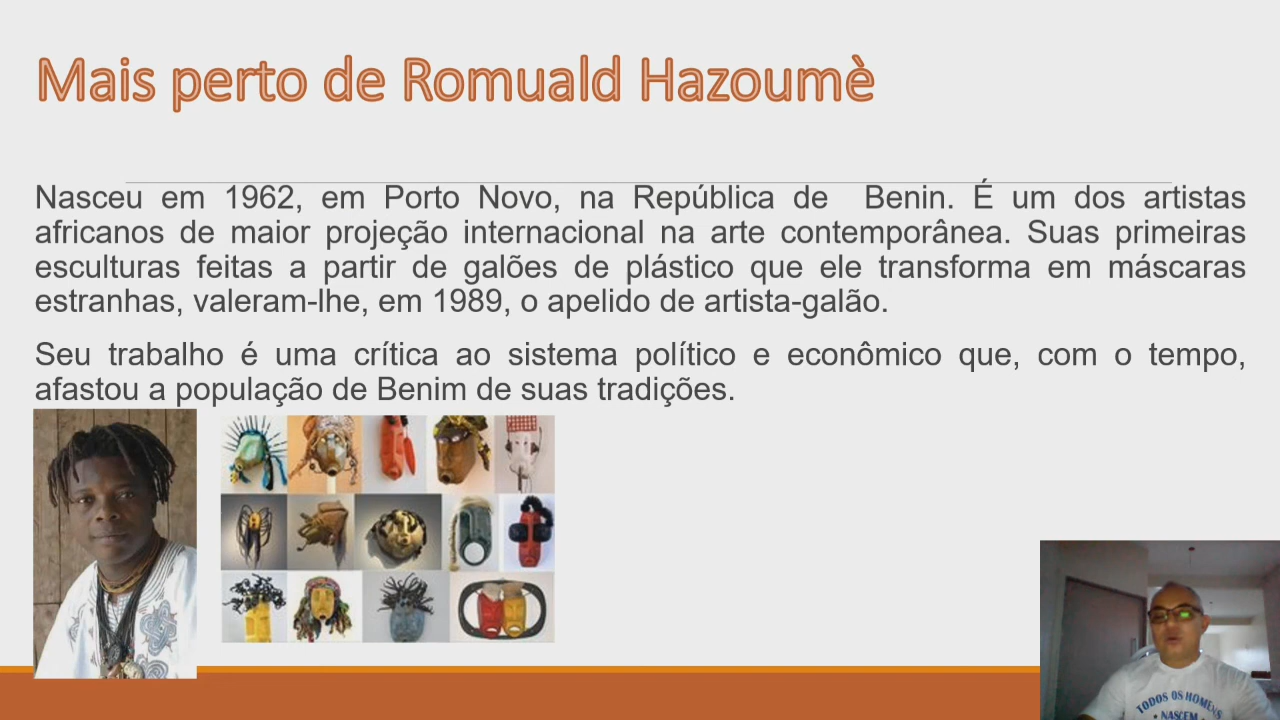 Mais perto de Romuald Hazoumè
Nasceu em 1962, em Porto Novo, na República de Benin. É um dos artistas
africanos de maior projeção internacional na arte contemporânea. Suas primeiras
esculturas feitas a partir de galões de plástico que ele transforma em máscaras
estranhas, valeram-lhe, em 1989, o apelido de artista-galão.
Seu trabalho é uma crítica ao sistema político e econômico que, com o tempo,
afastou a população de Benim de suas tradições.
TODOS OS HOMENS
NASCEM